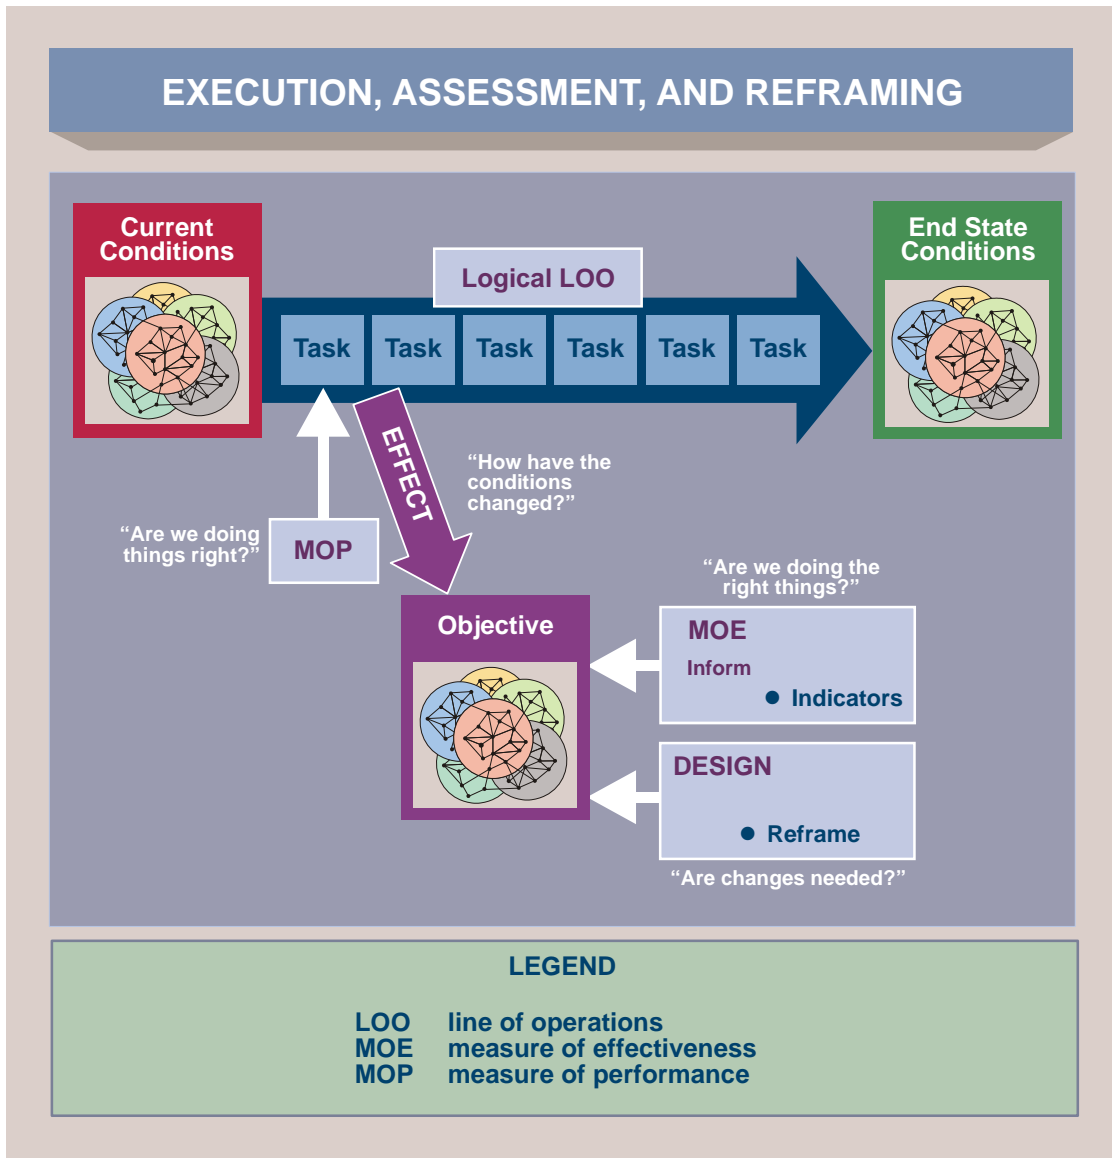 EXECUTION, ASSESSMENT, AND REFRAMING
Current
Conditions
End State
Conditions
Logical LOO
Task
Task
Task
Task
Task
Task
EFFECT
“How have the
conditions
changed?”
“Are we doing
things right?”
MOP
“Are we doing the
right things?”
Objective
MOE
Inform
• Indicators
DESIGN
• Reframe
“Are changes needed?”
LEGEND
LOO line of operations
MOE measure of effectiveness
MOP measure of performance